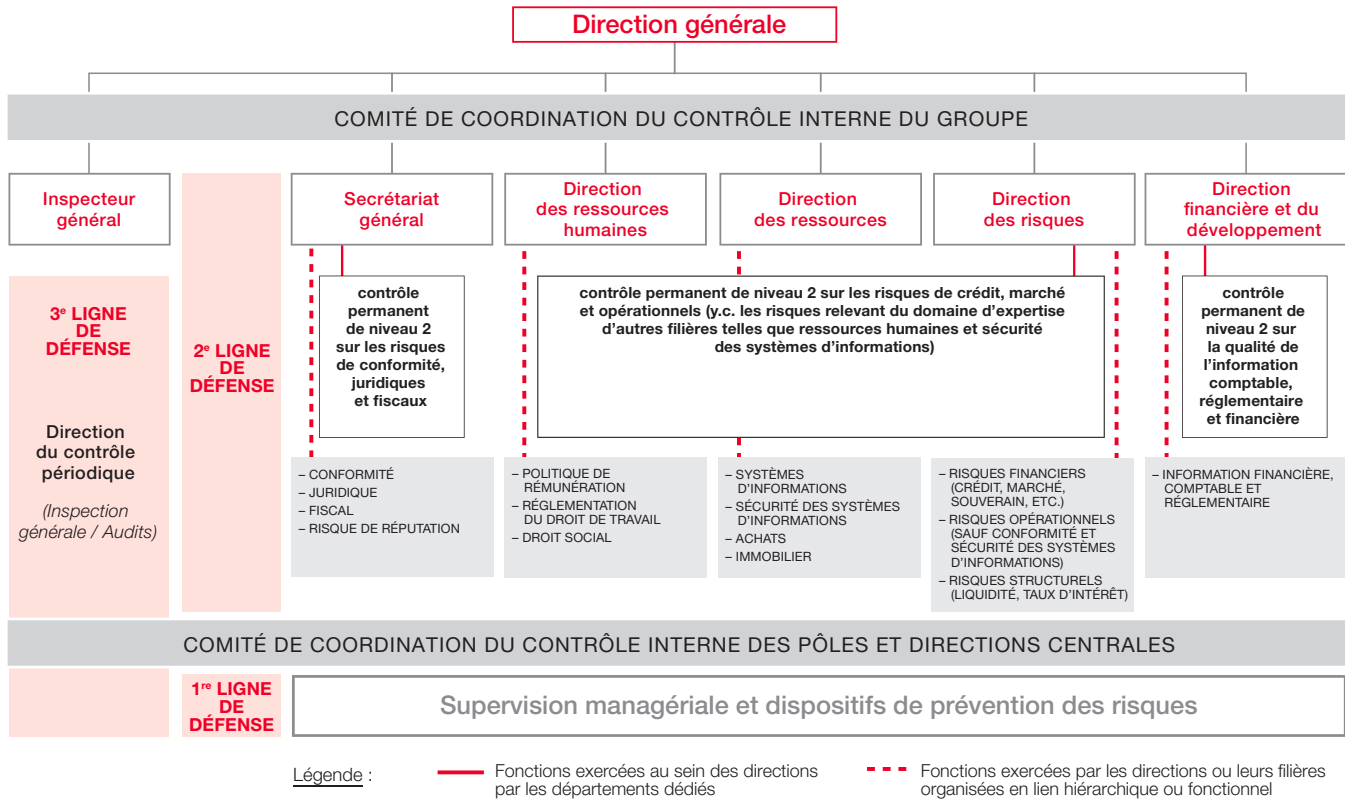 Direction générale
COMITÉ DE COORDINATION DU CONTRÔLE INTERNE DU GROUPE
Inspecteur
général
Secrétariat
général
Direction
des ressources
humaines
Direction
des ressources
Direction
des risques
Direction
financière et du
développement
3e LIGNE
DE
DÉFENSE
Direction
du contrôle
périodique
(Inspection
générale / Audits)
2e LIGNE
DE
DÉFENSE
contrôle
permanent
de niveau 2
sur les risques
de conformité,
juridiques
et fiscaux
contrôle permanent de niveau 2 sur les risques de crédit, marché
et opérationnels (y.c. les risques relevant du domaine d'expertise
d'autres filières telles que ressources humaines et sécurité
des systèmes d'informations)
contrôle
permanent de
niveau 2 sur
la qualité de
l'information
comptable,
réglementaire
et financière
– CONFORMITÉ
– JURIDIQUE
– FISCAL
– RISQUE DE RÉPUTATION
– POLITIQUE DE
RÉMUNÉRATION
– RÉGLEMENTATION
DU DROIT DE TRAVAIL
– DROIT SOCIAL
– SYSTÈMES
D'INFORMATIONS
– SÉCURITÉ DES SYSTÈMES
D'INFORMATIONS
– ACHATS
– IMMOBILIER
– RISQUES FINANCIERS
(CRÉDIT, MARCHÉ,
SOUVERAIN, ETC.)
– RISQUES OPÉRATIONNELS
(SAUF CONFORMITÉ ET
SÉCURITÉ DES SYSTÈMES
D'INFORMATIONS)
– RISQUES STRUCTURELS
(LIQUIDITÉ, TAUX D'INTÉRÊT)
– INFORMATION FINANCIÈRE,
COMPTABLE ET
RÉGLEMENTAIRE
COMITÉ DE COORDINATION DU CONTRÔLE INTERNE DES PÔLES ET DIRECTIONS CENTRALES
1re LIGNE
DE
DÉFENSE
Supervision managériale et dispositifs de prévention des risques
Légende :
Fonctions exercées au sein des directions
par les départements dédiés
Fonctions exercées par les directions ou leurs filières
organisées en lien hiérarchique ou fonctionnel